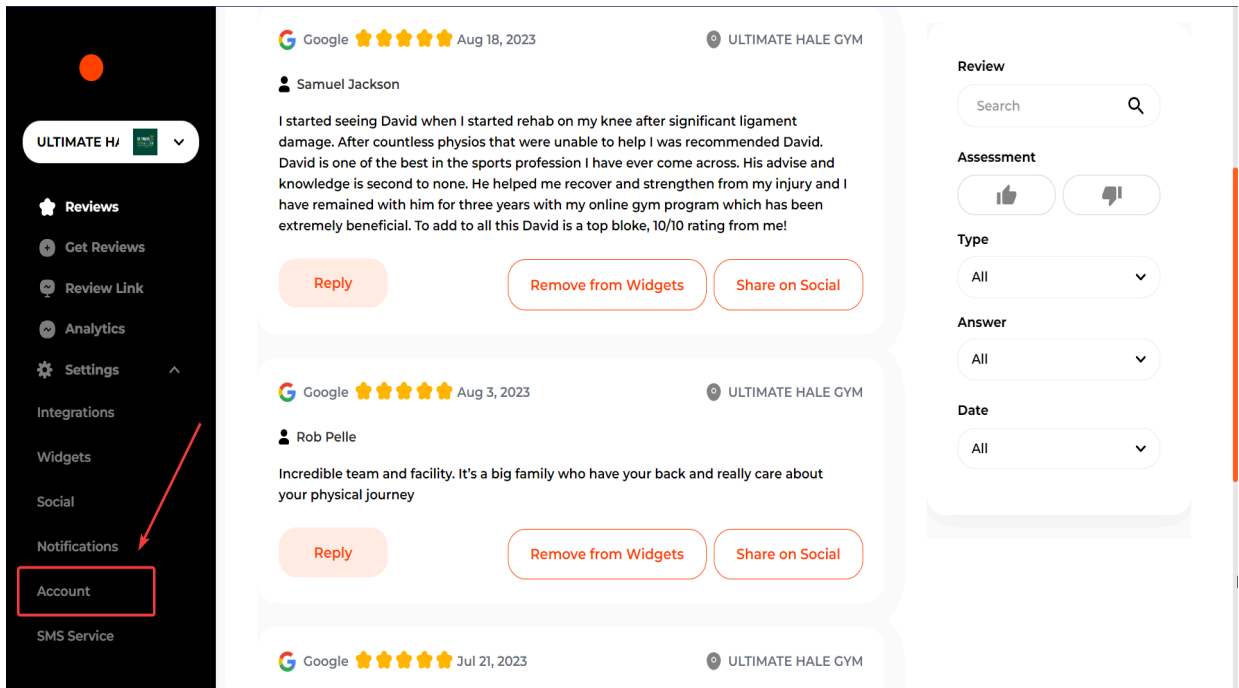 ULTIMATE HA
Reviews
Get Reviews
Review Link
Analytics
Settings
Integrations
Widgets
Social
Notifications
Account
SMS Service
Google Aug 18, 2023 ULTIMATE HALE GYM
Samuel Jackson
I started seeing David when I started rehab on my knee after significant ligament
damage. After countless physios that were unable to help I was recommended David.
David is one of the best in the sports profession I have ever come across. His advise and
knowledge is second to none. He helped me recover and strengthen from my injury and I
have remained with him for three years with my online gym program which has been
extremely beneficial. To add to all this David is a top bloke, 10/10 rating from me!
Reply Remove from Widgets Share on Social
Google Aug 3, 2023 ULTIMATE HALE GYM
Rob Pelle
Incredible team and facility. It's a big family who have your back and really care about
your physical journey
Reply Remove from Widgets Share on Social
Google Jul 21, 2023 ULTIMATE HALE GYM
Review
Search
Assessment
Type
All
Answer
All
Date
All